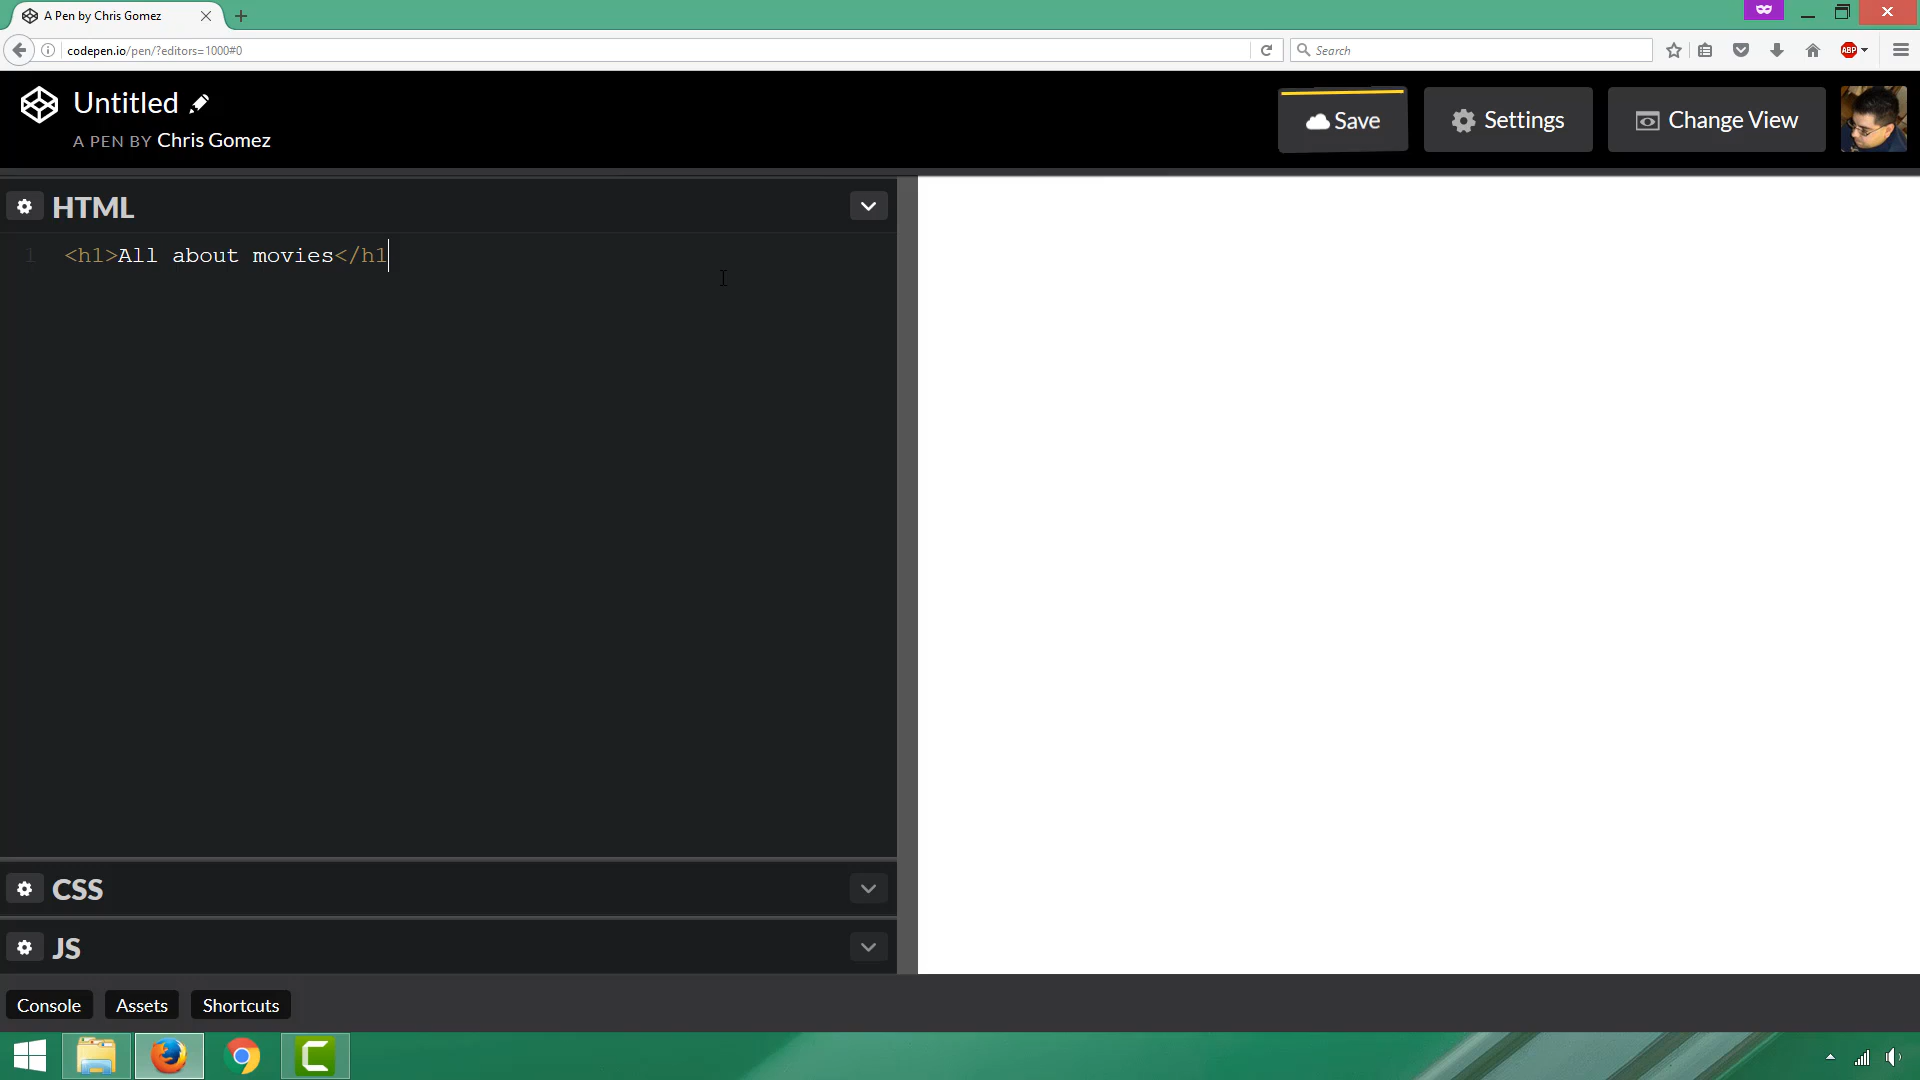 A Pen by Chris Gomez
codepen.io/pen/?editors=1000#0
Search
ABP
Untitled
A PEN BY Chris Gomez
Save
Settings
Change View
HTML
1 <h1>All about movies</h1
CSS
JS
Console
Assets
Shortcuts